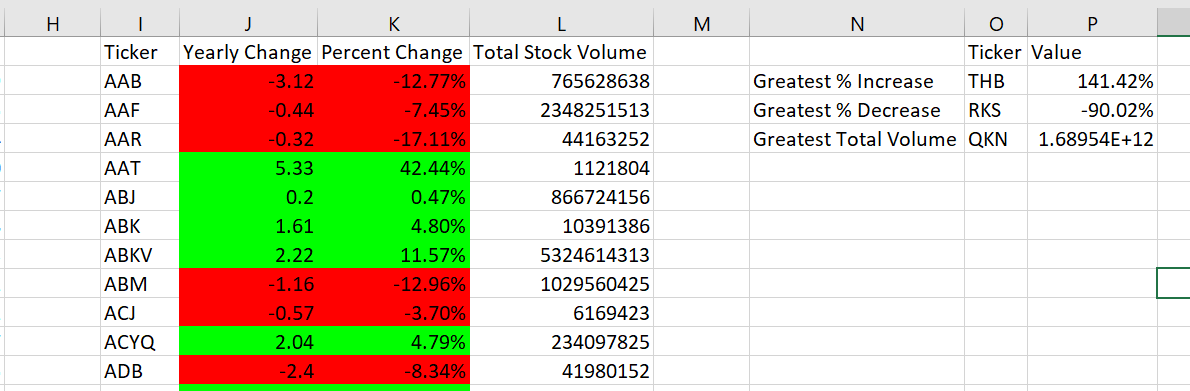 H I J K L M N O P
Ticker Yearly Change Percent Change Total Stock Volume Ticker Value
AAB -3.12 -12.77% 765628638 Greatest % Increase THB 141.42%
AAF -0.44 -7.45% 2348251513 Greatest % Decrease RKS -90.02%
AAR -0.32 -17.11% 44163252 Greatest Total Volume QKN 1.68954E+12
AAT 5.33 42.44% 1121804
ABJ 0.2 0.47% 866724156
ABK 1.61 4.80% 10391386
ABKV 2.22 11.57% 5324614313
ABM -1.16 -12.96% 1029560425
ACJ -0.57 -3.70% 6169423
ACYQ 2.04 4.79% 234097825
ADB -2.4 -8.34% 41980152